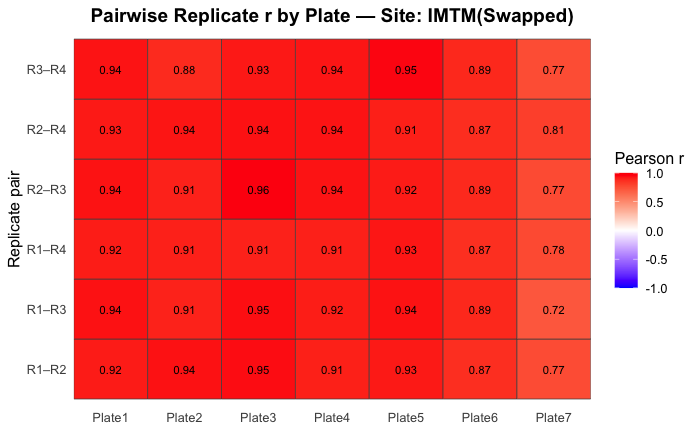 Pairwise Replicate r by Plate — Site: IMTM(Swapped)
Replicate pair
R3–R4 0.94 0.88 0.93 0.94 0.95 0.89 0.77
R2–R4 0.93 0.94 0.94 0.94 0.91 0.87 0.81
R2–R3 0.94 0.91 0.96 0.94 0.92 0.89 0.77
R1–R4 0.92 0.91 0.91 0.91 0.93 0.87 0.78
R1–R3 0.94 0.91 0.95 0.92 0.94 0.89 0.72
R1–R2 0.92 0.94 0.95 0.91 0.93 0.87 0.77
Plate1 Plate2 Plate3 Plate4 Plate5 Plate6 Plate7
Pearson r
1.0
0.5
0.0
-0.5
-1.0